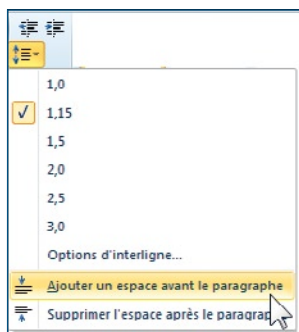 1,0
1,15
1,5
2,0
2,5
3,0
Options d'interligne...
Ajouter un espace avant le paragraphe
Supprimer l'espace après le paragraphe